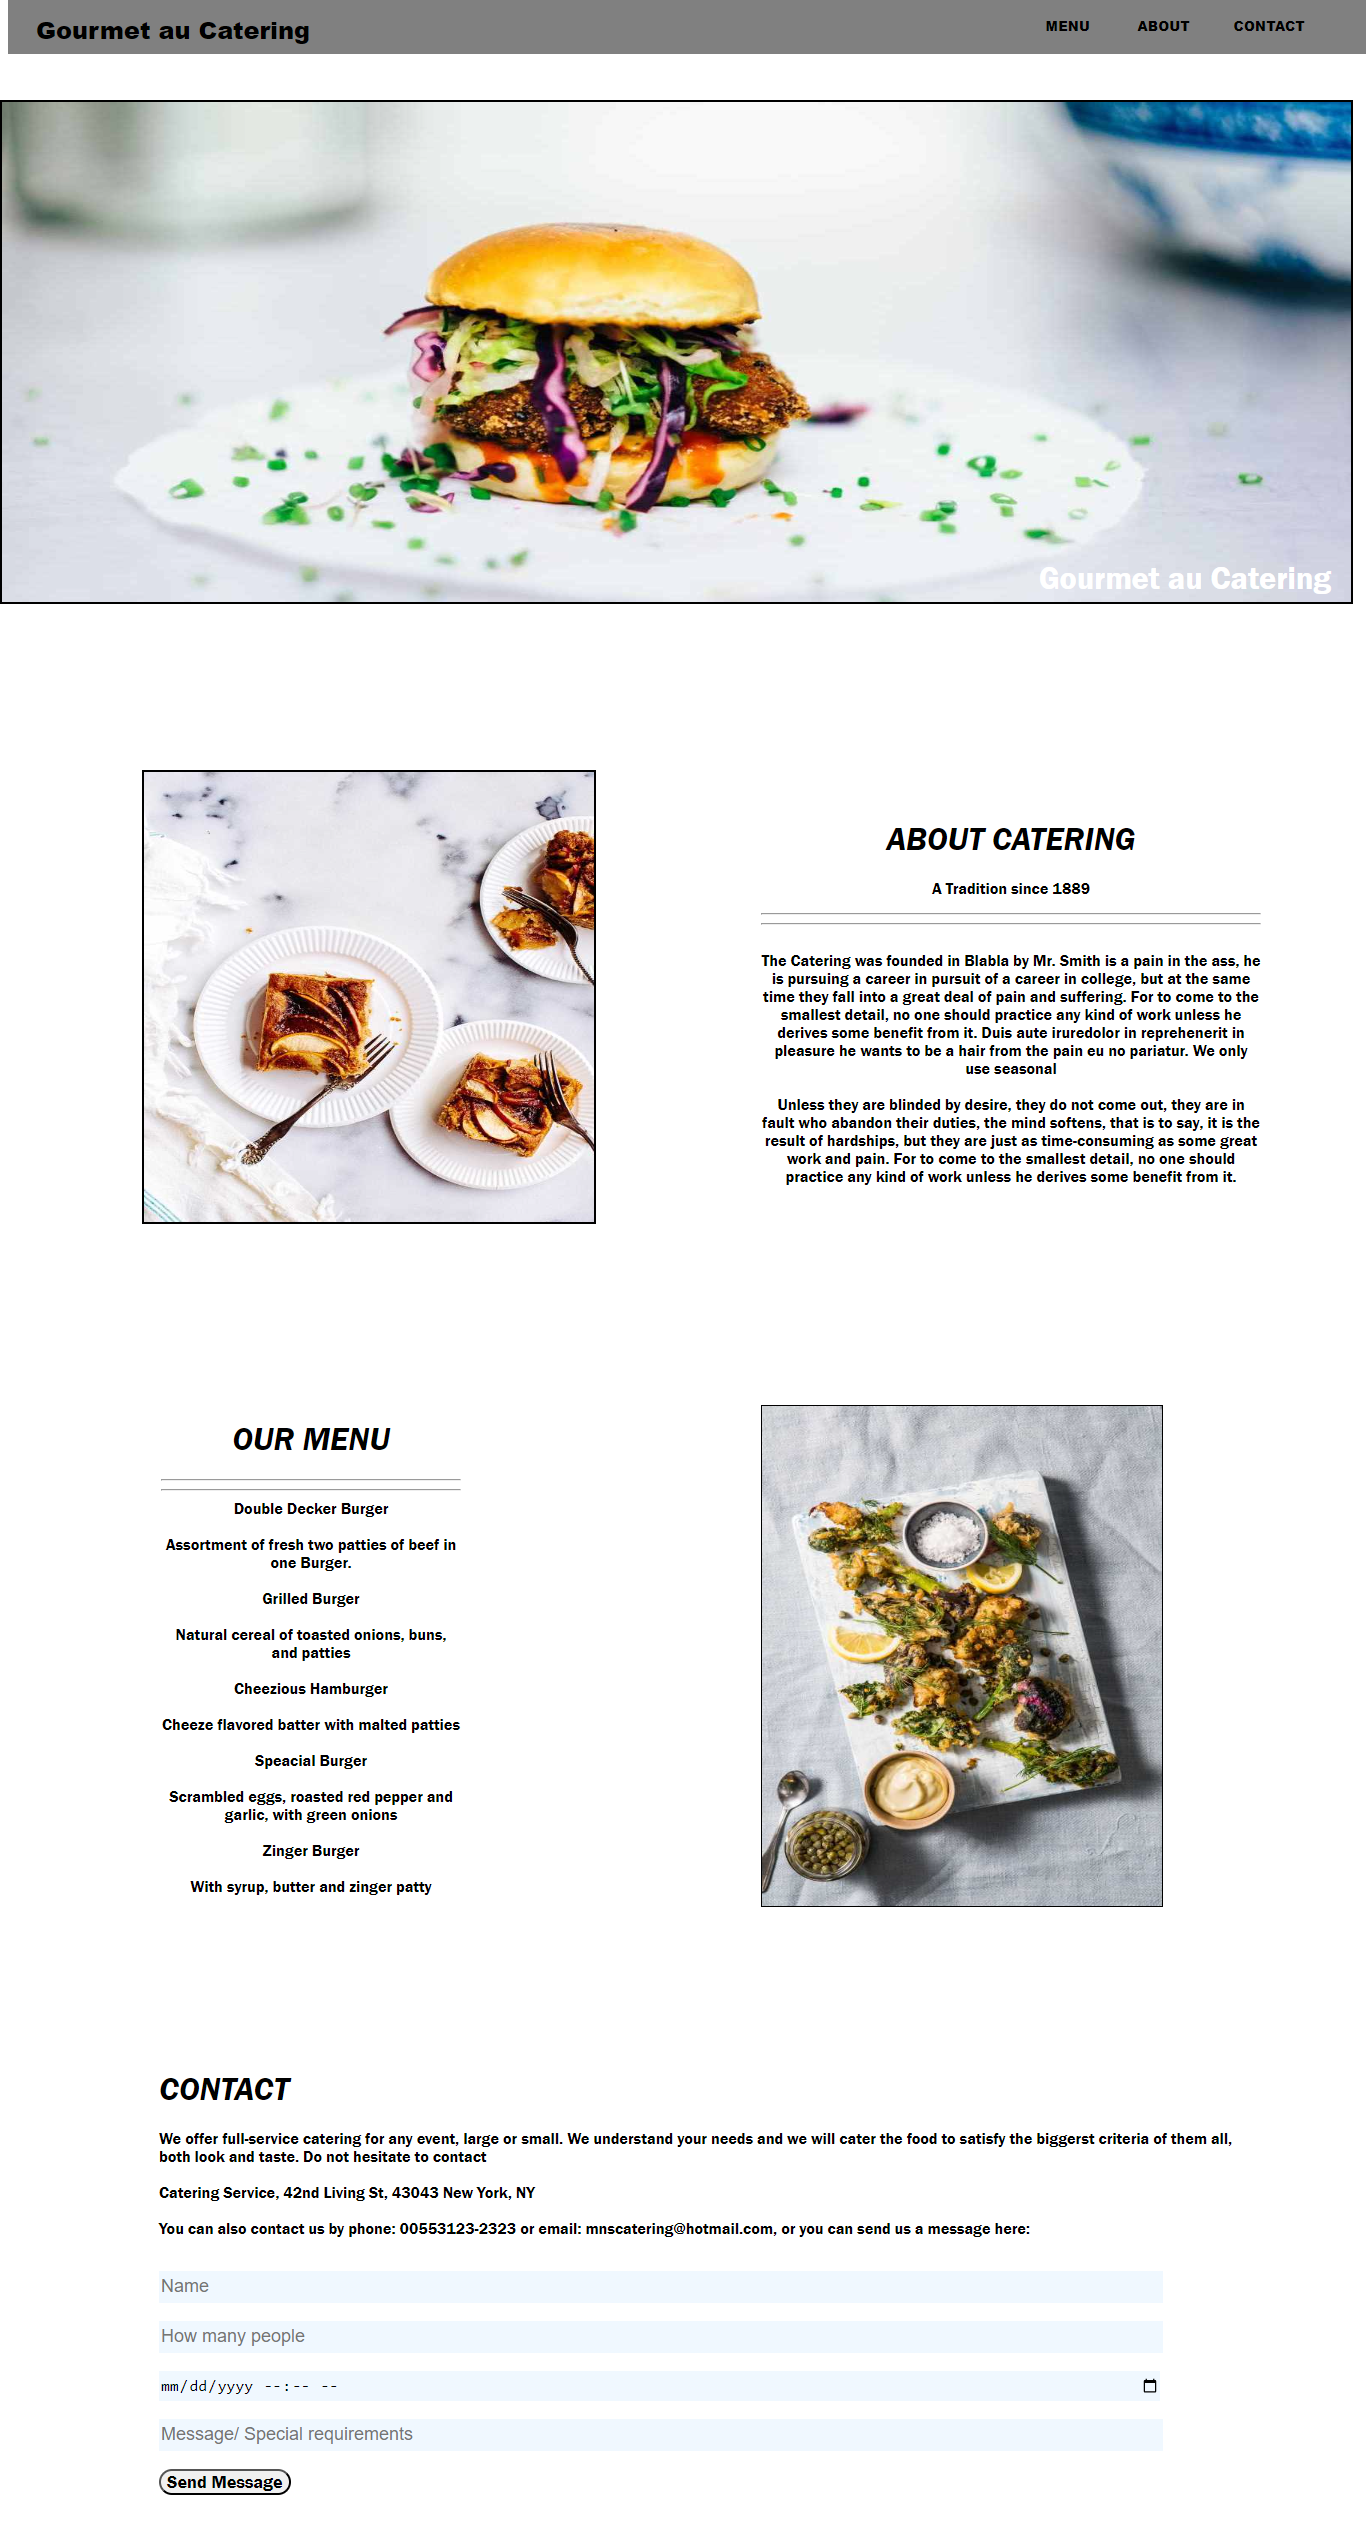 Gourmet au Catering
MENU ABOUT CONTACT
Gourmet au Catering
ABOUT CATERING
A Tradition since 1889
The Catering was founded in Blabla by Mr. Smith is a pain in the ass, he
is pursuing a career in pursuit of a career in college, but at the same
time they fall into a great deal of pain and suffering. For to come to the
smallest detail, no one should practice any kind of work unless he
derives some benefit from it. Duis aute iruredolor in reprehenerit in
pleasure he wants to be a hair from the pain eu no pariatur. We only
use seasonal
Unless they are blinded by desire, they do not come out, they are in
fault who abandon their duties, the mind softens, that is to say, it is the
result of hardships, but they are just as time-consuming as some great
work and pain. For to come to the smallest detail, no one should
practice any kind of work unless he derives some benefit from it.
OUR MENU
Double Decker Burger
Assortment of fresh two patties of beef in
one Burger.
Grilled Burger
Natural cereal of toasted onions, buns,
and patties
Cheezious Hamburger
Cheeze flavored batter with malted patties
Speacial Burger
Scrambled eggs, roasted red pepper and
garlic, with green onions
Zinger Burger
With syrup, butter and zinger patty
CONTACT
We offer full-service catering for any event, large or small. We understand your needs and we will cater the food to satisfy the biggerst criteria of them all,
both look and taste. Do not hesitate to contact
Catering Service, 42nd Living St, 43043 New York, NY
You can also contact us by phone: 00553123-2323 or email: mnscatering@hotmail.com, or you can send us a message here:
Name
How many people
mm/dd/yyyy --:-- --
Message/ Special requirements
Send Message